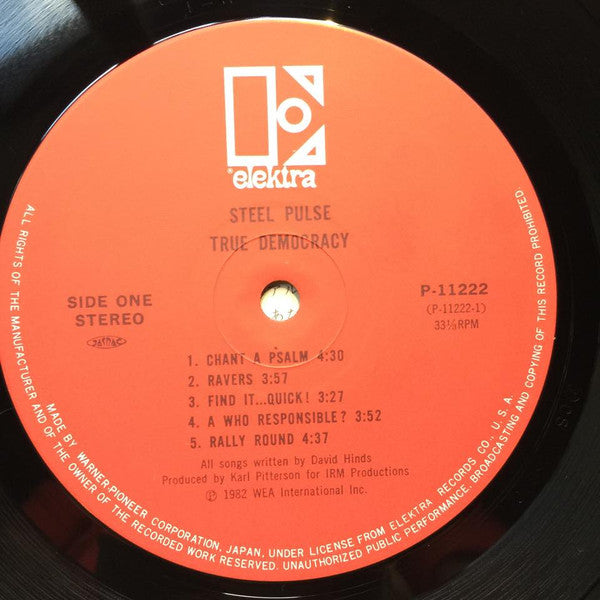 elektra
STEEL PULSE
TRUE DEMOCRACY
SIDE ONE
STEREO
P-11222
(P-11222-1)
33⅓RPM
1. CHANT A PSALM 4:30
2. RAVERS 3:57
3. FIND IT...QUICK! 3:27
4. A WHO RESPONSIBLE? 3:52
5. RALLY ROUND 4:37
All songs written by David Hinds
Produced by Karl Pitterson for IRM Productions
Ⓟ 1982 WEA International Inc.
ALL RIGHTS OF THE MANUFACTURER AND OF THE OWNER OF THE RECORDED WORK RESERVED. UNAUTHORIZED PUBLIC PERFORMANCE, BROADCASTING AND COPYING OF THIS RECORD PROHIBITED
MADE BY WARNER-PIONEER CORPORATION, JAPAN, UNDER LICENSE FROM ELEKTRA RECORDS CO., U.S.A.